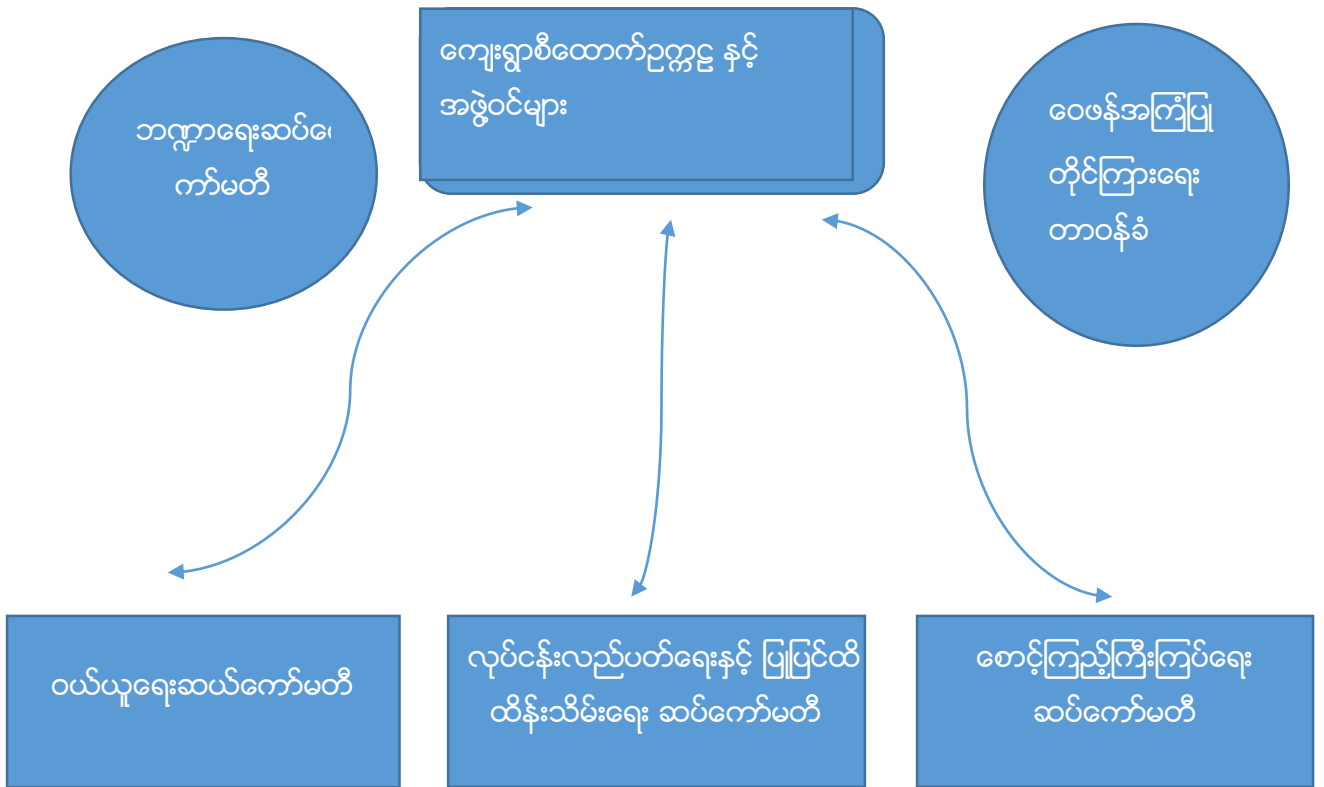 ကျေးရွာစီထောက်ဥက္ကဋ္ဌ နှင့်
အဖွဲ့ဝင်များ
ဘဏ္ဍာရေးဆပ်ေ
ကာ်မတီ
ဝေဖန်အကြံပြု
တိုင်ကြားရေး
တာဝန်ခံ
ဝယ်ယူရေးဆယ်ကော်မတီ
လုပ်ငန်းလည်ပတ်ရေးနှင့် ပြုပြင်ထိ
ထိန်းသိမ်းရေး ဆပ်ကော်မတီ
စောင့်ကြည့်ကြီးကြပ်ရေး
ဆပ်ကော်မတီ